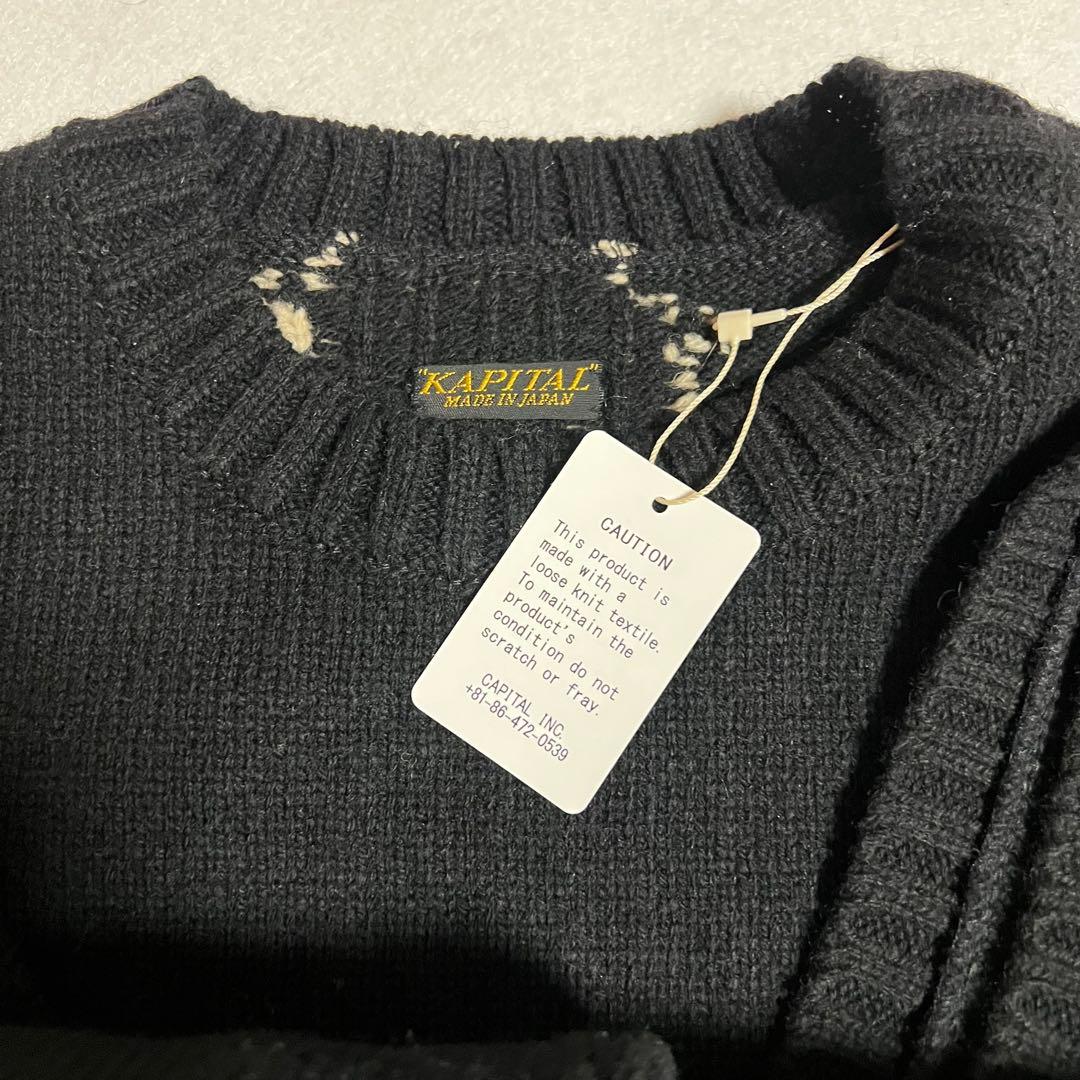 "KAPITAL"
MADE IN JAPAN
CAUTION
This product is
made with a
loose knit textile.
To maintain the
product's
condition do not
scratch or fray.
CAPITAL INC.
+81-86-472-0539